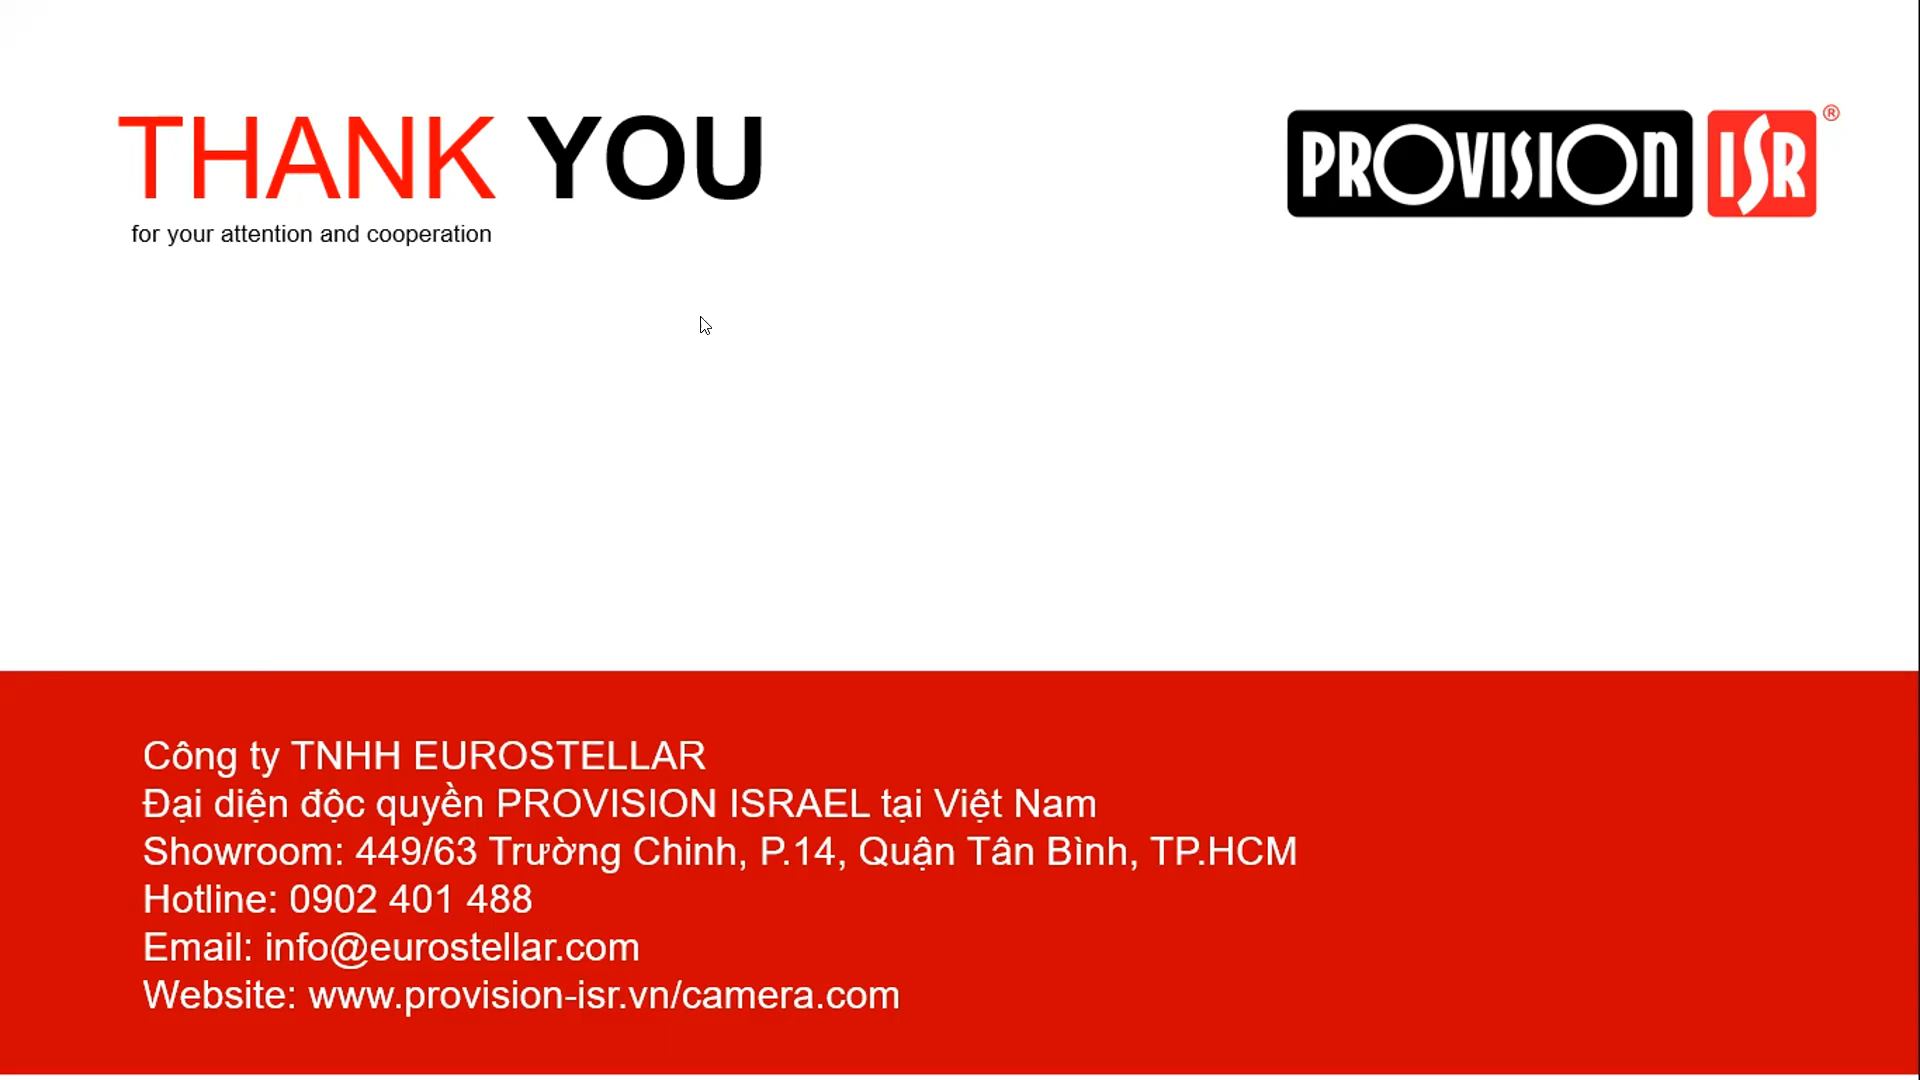 THANK YOU
for your attention and cooperation
PROVISION ISR®
Công ty TNHH EUROSTELLAR
Đại diện độc quyền PROVISION ISRAEL tại Việt Nam
Showroom: 449/63 Trường Chinh, P.14, Quận Tân Bình, TP.HCM
Hotline: 0902 401 488
Email: info@eurostellar.com
Website: www.provision-isr.vn/camera.com